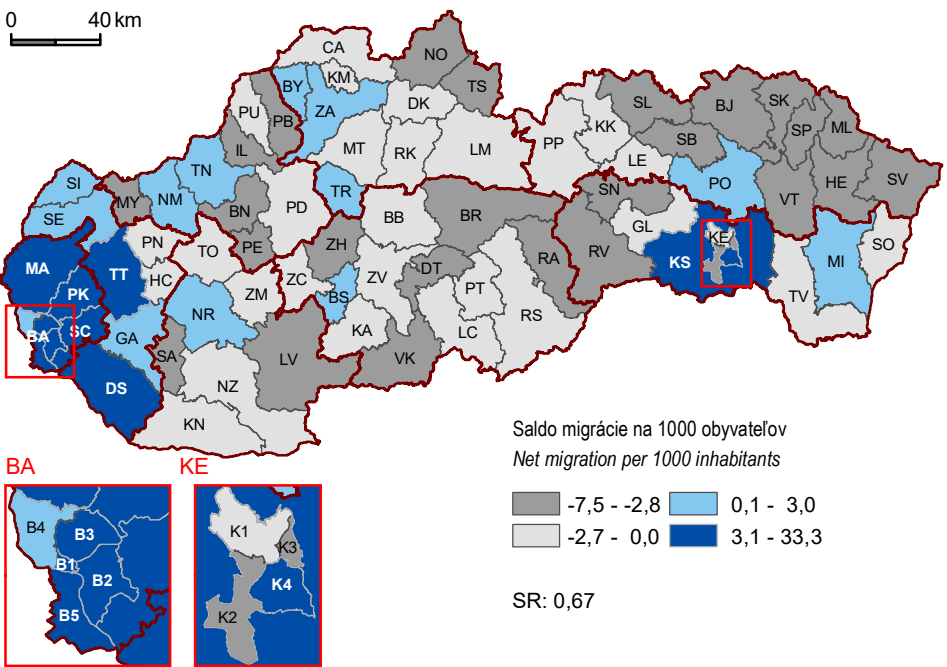 0 40 km
CA
NO
KM
TS
BY
ZA
DK
PU
PB
IL
MT
RK
LM
PP
KK
LE
SL
BJ
SK
SP
ML
SB
PO
VT
HE
SV
SI
SE
MY
NM
TN
BN
PE
PD
TR
BB
BR
SN
GL
RV
KE
KS
MI
SO
TV
MA
TT
PN
TO
HC
PK
BA
SC
GA
NR
ZM
ZC
ZH
BS
ZV
DT
PT
RA
KA
LC
RS
DS
SA
NZ
LV
VK
KN
BA
B4
B3
B1
B2
B5
KE
K1
K3
K4
K2
Saldo migrácie na 1000 obyvateľov
Net migration per 1000 inhabitants
-7,5 - -2,8
0,1 - 3,0
-2,7 - 0,0
3,1 - 33,3
SR: 0,67